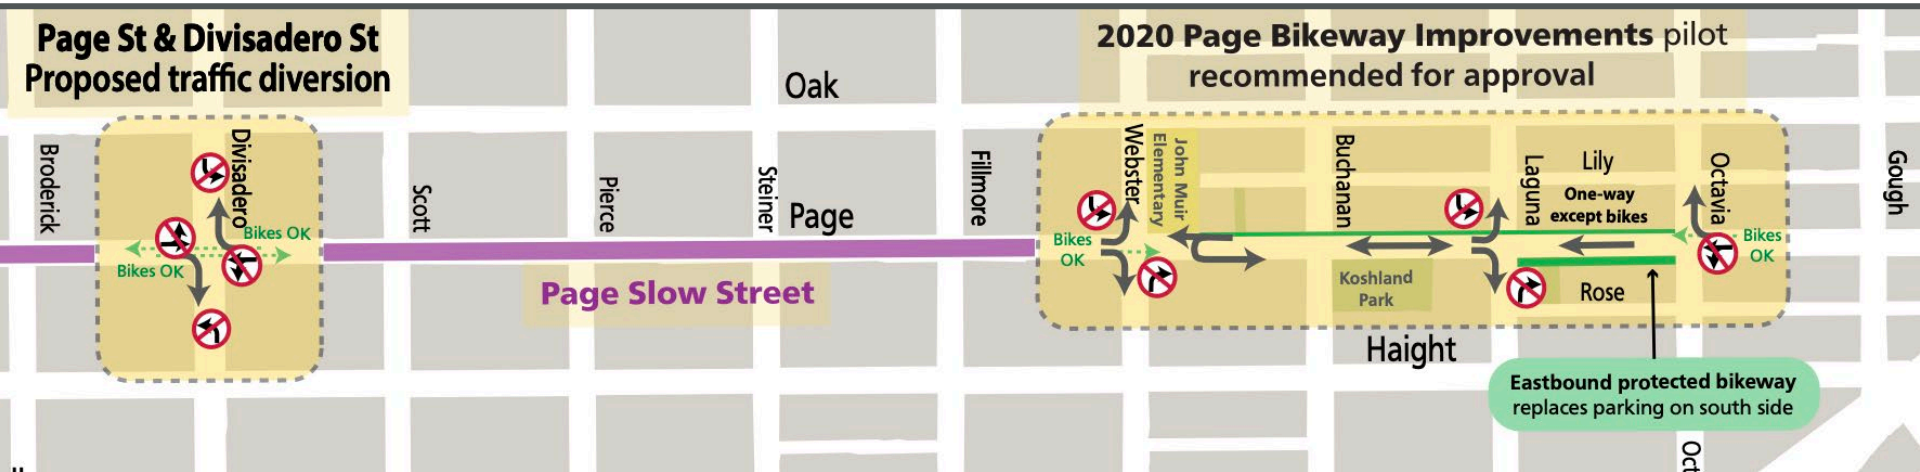 Page St & Divisadero St
Proposed traffic diversion
2020 Page Bikeway Improvements pilot
recommended for approval
Oak
Broderick
Divisadero
Scott
Pierce
Steiner
Page
Fillmore
Webster
John Muir
Elementary
Buchanan
Laguna
Lily
Octavia
Gough
One-way
except bikes
Bikes OK
Bikes OK
Bikes
OK
Bikes
OK
Page Slow Street
Koshland
Park
Rose
Haight
Eastbound protected bikeway
replaces parking on south side
Oct